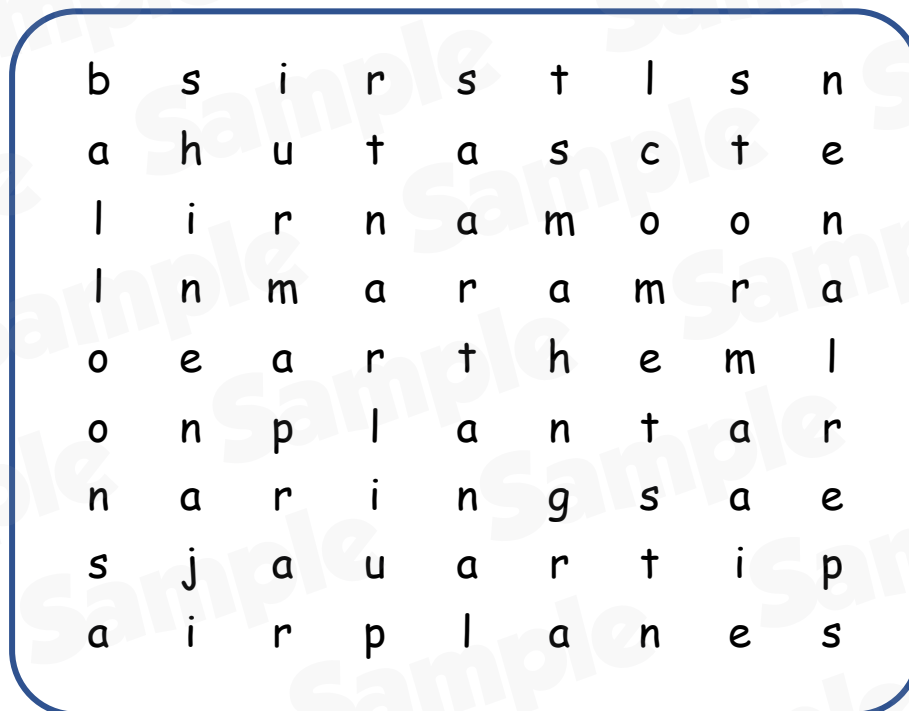 b s i r s t l s n
a h u t a s c t e
l i r n a m o o n
l n m a r a m r a
o e a r t h e m l
o n p l a n t a r
n a r i n g s a e
s j a u a r t i p
a i r p l a n e s
Sample